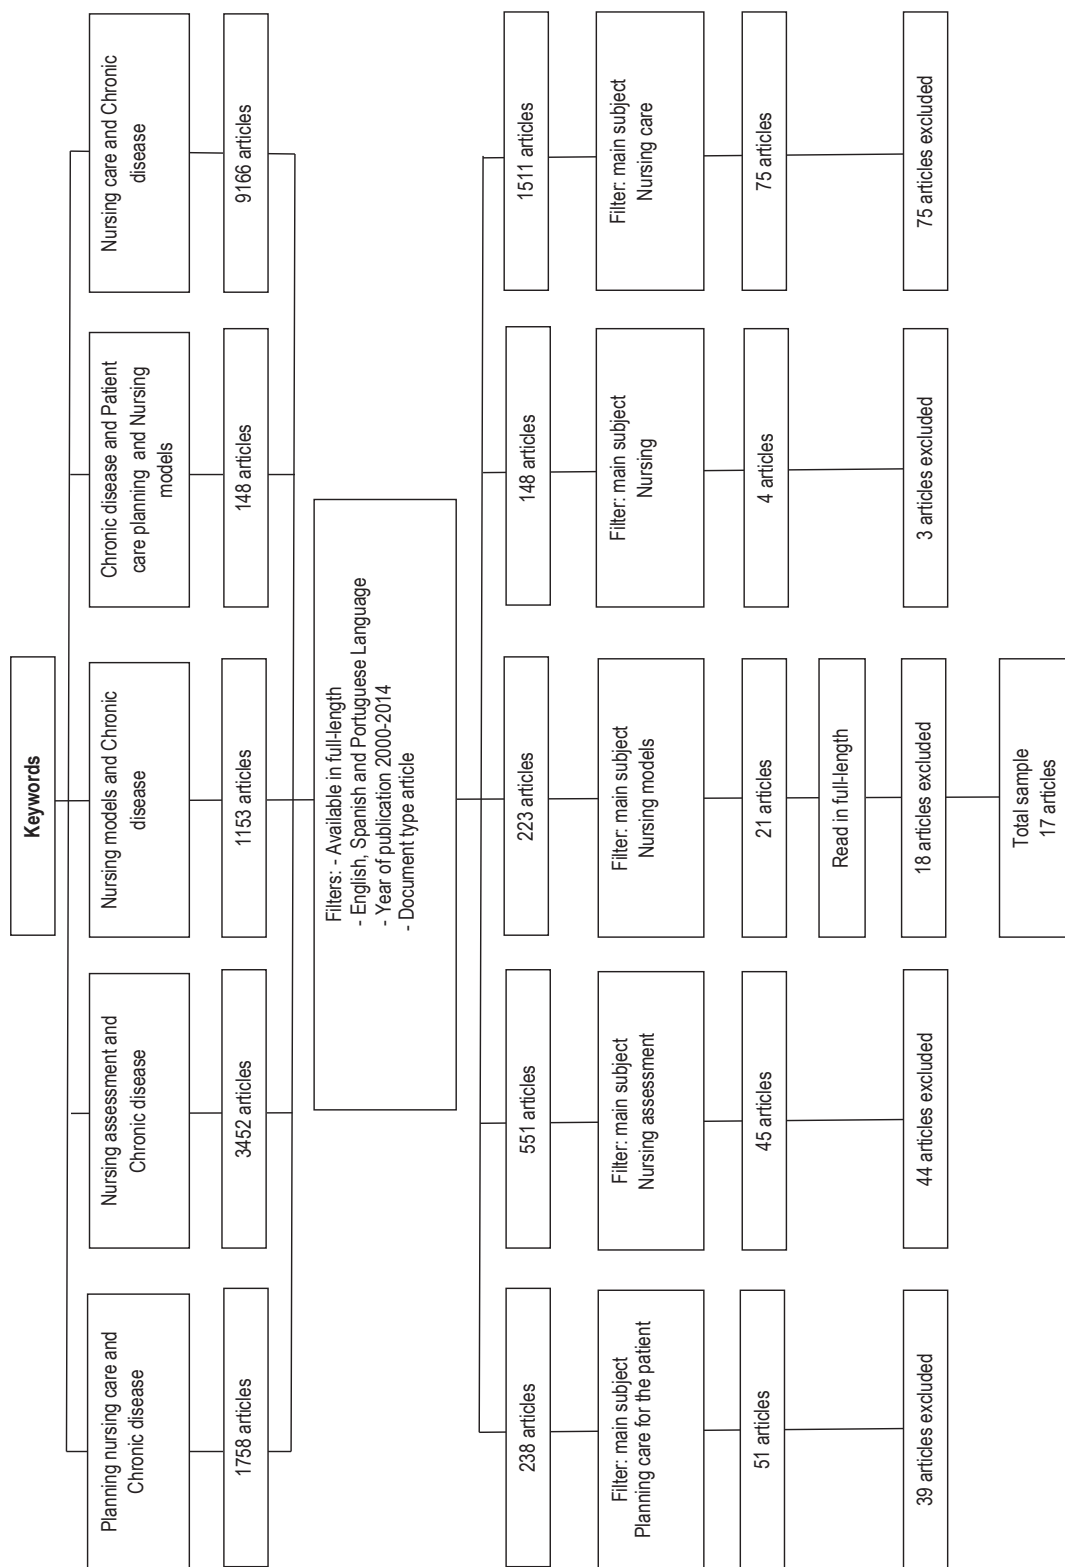 Keywords
Planning nursing care and
Chronic disease
Nursing assessment and
Chronic disease
Nursing models and Chronic
disease
Chronic disease and Patient
care planning and Nursing
models
Nursing care and Chronic
disease
1758 articles
3452 articles
1153 articles
148 articles
9166 articles
Filters: - Available in full-length
- English, Spanish and Portuguese Language
- Year of publication 2000-2014
- Document type article
238 articles
551 articles
223 articles
148 articles
1511 articles
Filter: main subject
Planning care for the patient
Filter: main subject
Nursing assessment
Filter: main subject
Nursing models
Filter: main subject
Nursing
Filter: main subject
Nursing care
51 articles
45 articles
21 articles
4 articles
75 articles
Read in full-length
39 articles excluded
44 articles excluded
18 articles excluded
3 articles excluded
75 articles excluded
Total sample
17 articles